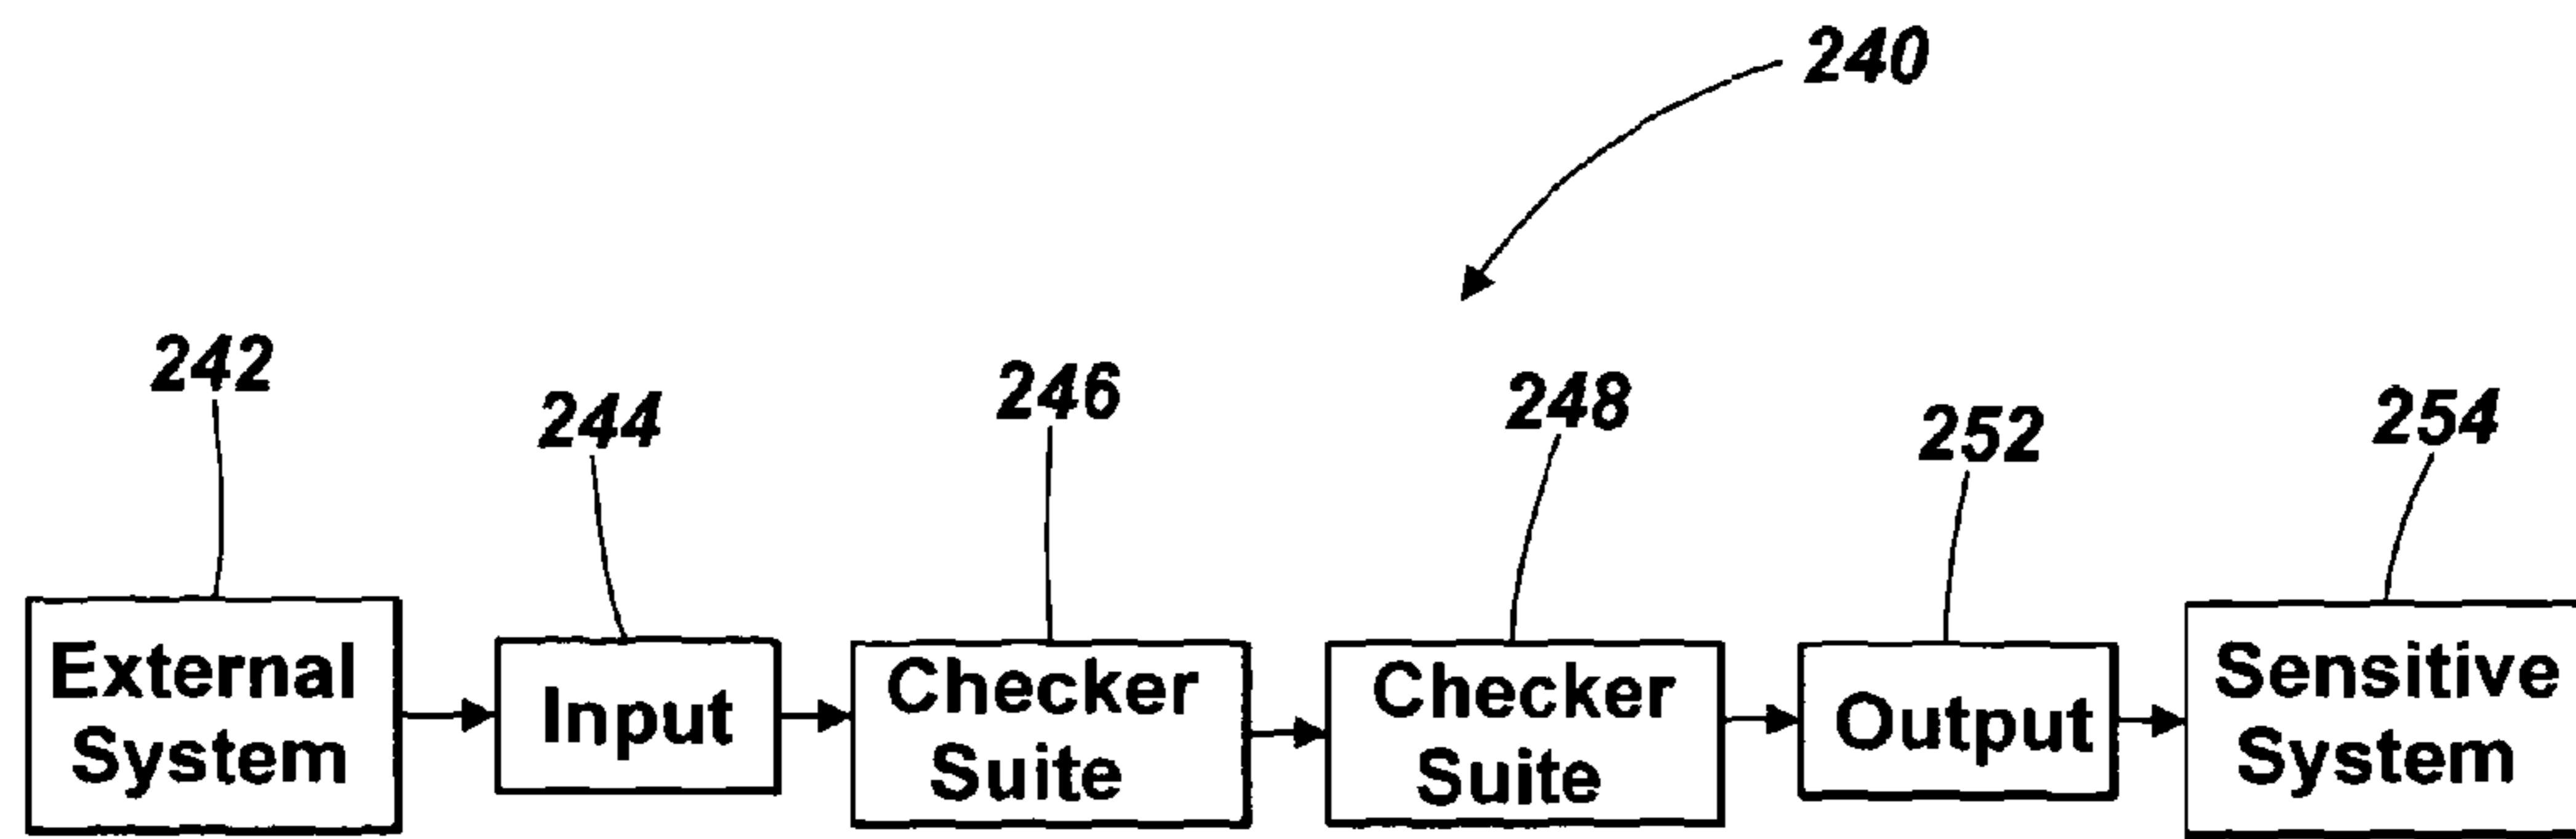 240
242
244
246
248
252
254
External
System
Input
Checker
Suite
Checker
Suite
Output
Sensitive
System